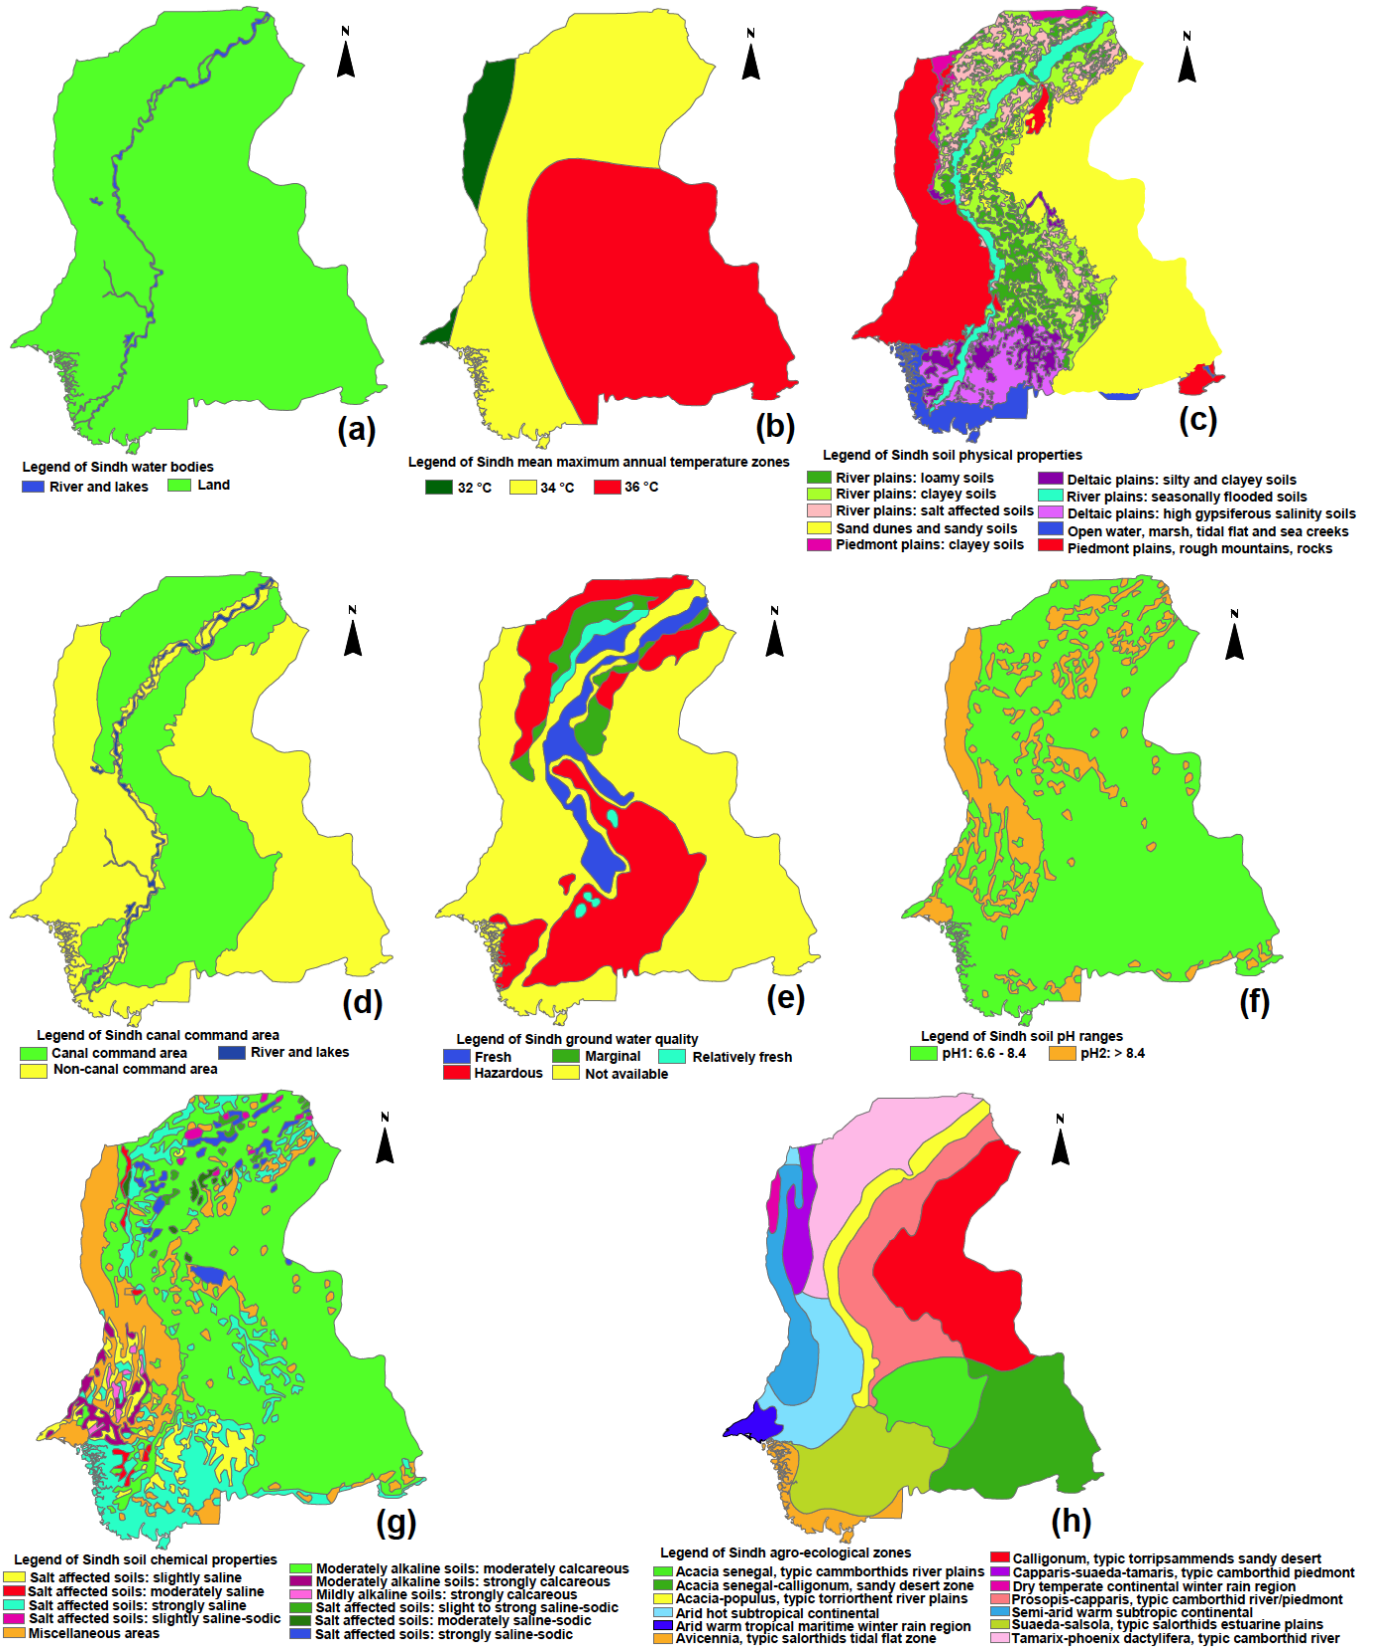 N
N
N
(a)
(b)
(c)
Legend of Sindh water bodies
River and lakes
Land
Legend of Sindh mean maximum annual temperature zones
32 °C
34 °C
36 °C
Legend of Sindh soil physical properties
River plains: loamy soils
River plains: clayey soils
River plains: salt affected soils
Sand dunes and sandy soils
Piedmont plains: clayey soils
Deltaic plains: silty and clayey soils
River plains: seasonally flooded soils
Deltaic plains: high gypsiferous salinity soils
Open water, marsh, tidal flat and sea creeks
Piedmont plains, rough mountains, rocks
N
N
N
(d)
(e)
(f)
Legend of Sindh canal command area
Canal command area
River and lakes
Non-canal command area
Legend of Sindh ground water quality
Fresh
Marginal
Relatively fresh
Hazardous
Not available
Legend of Sindh soil pH ranges
pH1: 6.6 - 8.4
pH2: > 8.4
N
N
(g)
(h)
Legend of Sindh soil chemical properties
Salt affected soils: slightly saline
Salt affected soils: moderately saline
Salt affected soils: strongly saline
Salt affected soils: slightly saline-sodic
Miscellaneous areas
Moderately alkaline soils: moderately calcareous
Moderately alkaline soils: strongly calcareous
Mildly alkaline soils: strongly calcareous
Salt affected soils: slight to strong saline-sodic
Salt affected soils: moderately saline-sodic
Salt affected soils: strongly saline-sodic
Legend of Sindh agro-ecological zones
Acacia senegal, typic cammborthids river plains
Acacia senegal-calligonum, sandy desert zone
Acacia-populus, typic torriorthent river plains
Arid hot subtropical continental
Arid warm tropical maritime winter rain region
Avicennia, typic salorthids tidal flat zone
Calligonum, typic torripsamments sandy desert
Capparis-suaeda-tamaris, typic camborthid piedmont
Dry temperate continental winter rain region
Prosopis-capparis, typic camborthid river/piedmont
Semi-arid warm subtropic continental
Suaeda-salsola, typic salorthids estuarine plains
Tamarix-phoenix dactylifera, typic camborthid river